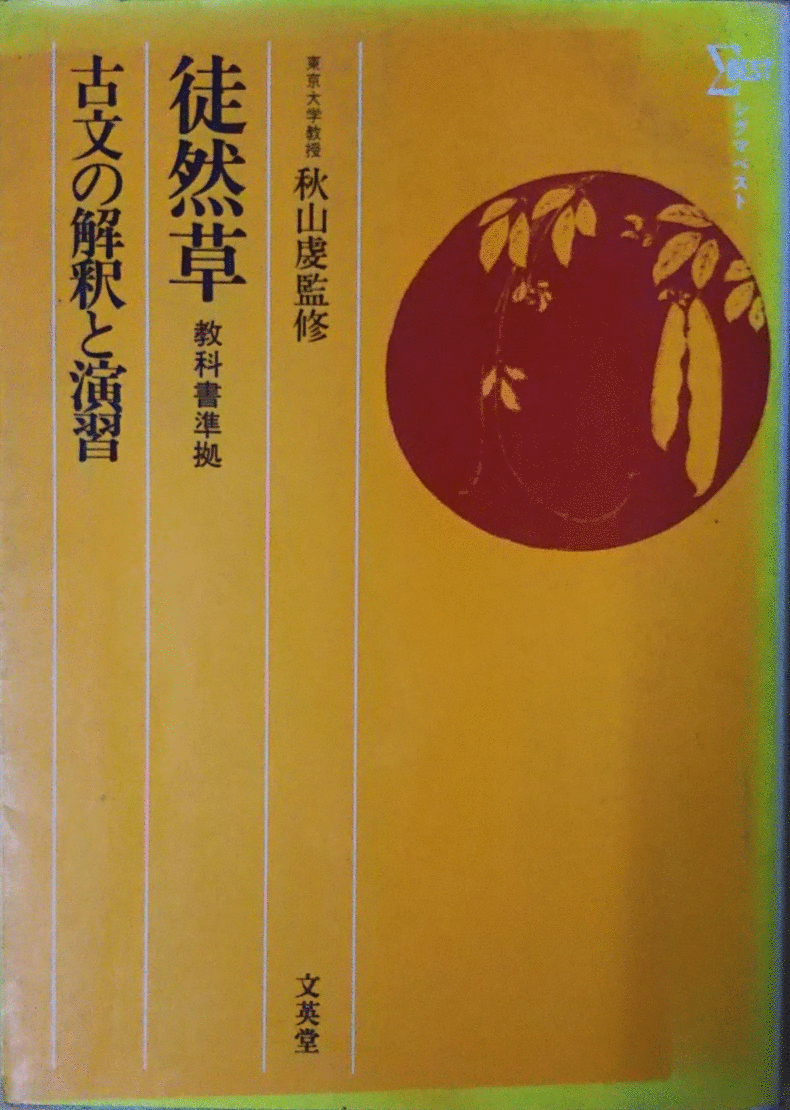 ΣBEST
シグマベスト
東京大学教授 秋山虔監修
文英堂
徒然草 教科書準拠
古文の解釈と演習